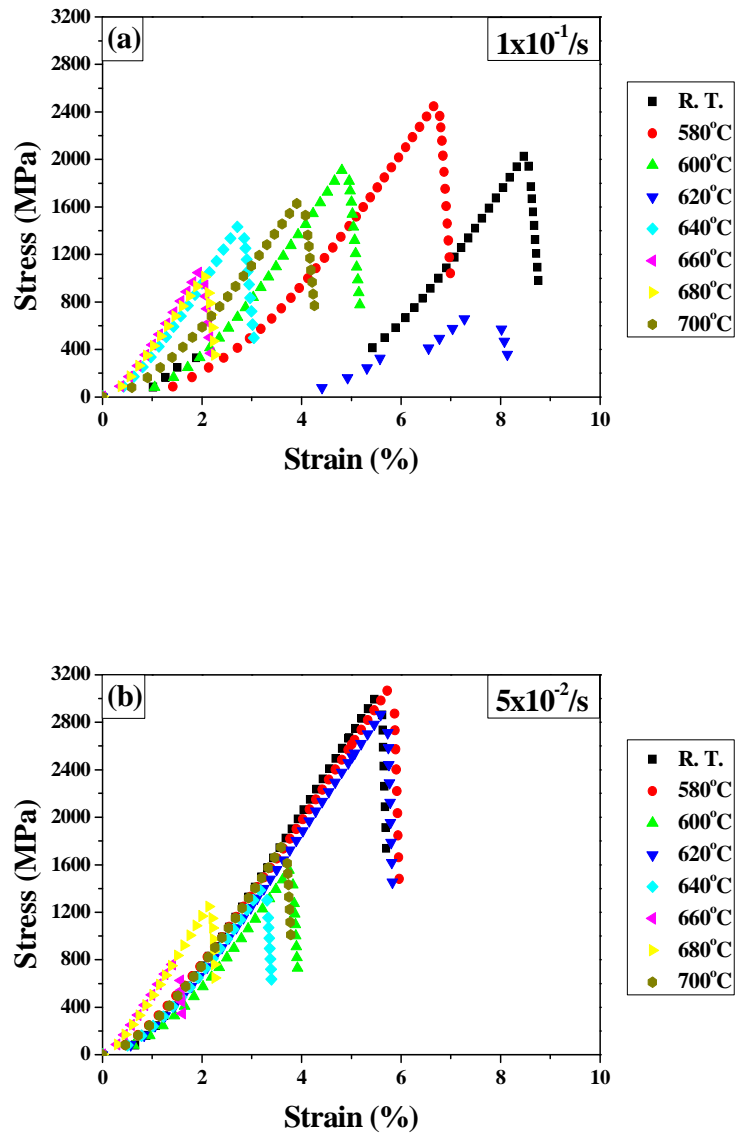 (a)
1x10⁻¹/s
3200
2800
2400
2000
1600
1200
800
400
0
0 2 4 6 8 10
Stress (MPa)
Strain (%)
R. T.
580°C
600°C
620°C
640°C
660°C
680°C
700°C
(b)
5x10⁻²/s
3200
2800
2400
2000
1600
1200
800
400
0
0 2 4 6 8 10
Stress (MPa)
Strain (%)
R. T.
580°C
600°C
620°C
640°C
660°C
680°C
700°C